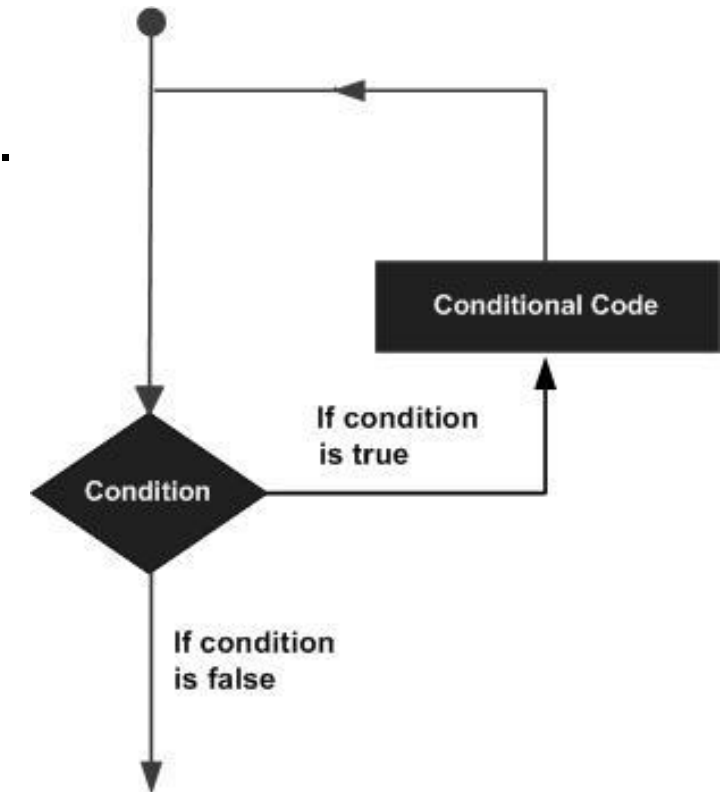 Conditional Code
If condition
is true
Condition
If condition
is false